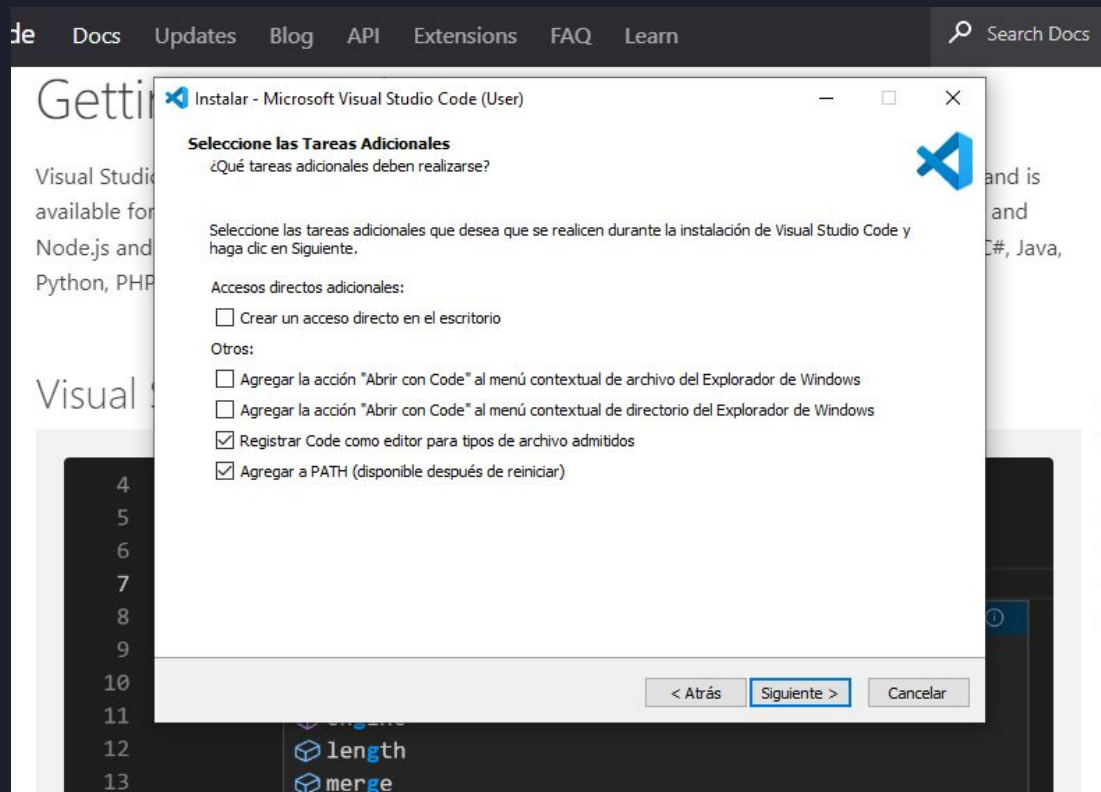 de Docs Updates Blog API Extensions FAQ Learn Search Docs
Getti
Instalar - Microsoft Visual Studio Code (User)
Seleccione las Tareas Adicionales
¿Qué tareas adicionales deben realizarse?
Visual Studi and is
available for and
Node.js and C#, Java,
Python, PHP
Seleccione las tareas adicionales que desea que se realicen durante la instalación de Visual Studio Code y
haga clic en Siguiente.
Accesos directos adicionales:
Crear un acceso directo en el escritorio
Otros:
Agregar la acción "Abrir con Code" al menú contextual de archivo del Explorador de Windows
Agregar la acción "Abrir con Code" al menú contextual de directorio del Explorador de Windows
Registrar Code como editor para tipos de archivo admitidos
Agregar a PATH (disponible después de reiniciar)
< Atrás Siguiente > Cancelar
Visual
4
5
6
7
8
9
10
11
12 length
13 merge